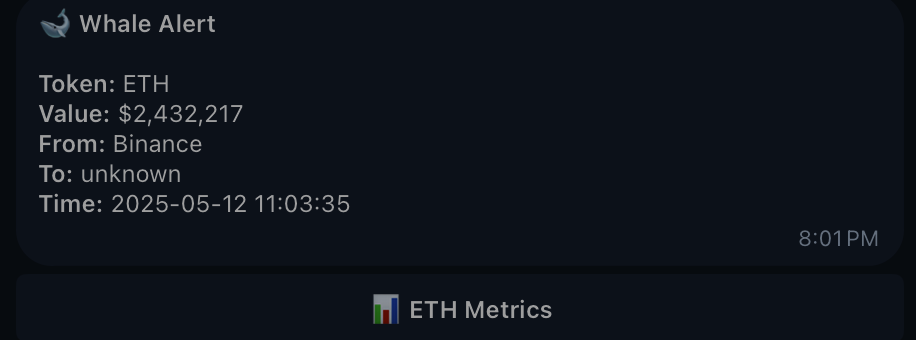 🐋 Whale Alert
Token: ETH
Value: $2,432,217
From: Binance
To: unknown
Time: 2025-05-12 11:03:35
8:01 PM
📊 ETH Metrics